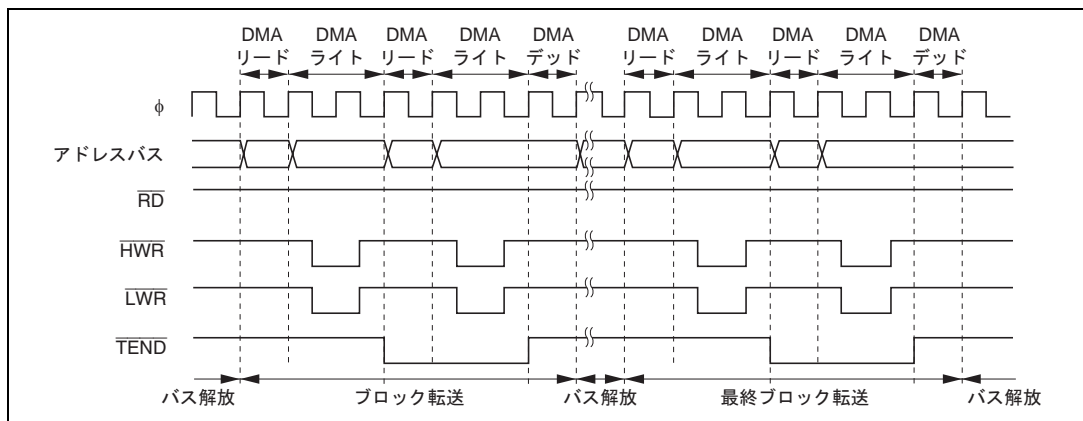 DMA DMA DMA DMA DMA DMA DMA DMA DMA DMA
リード ライト リード ライト デッド リード ライト リード ライト デッド
φ
アドレスバス
RD
HWR
LWR
TEND
バス解放 ブロック転送 バス解放 最終ブロック転送 バス解放